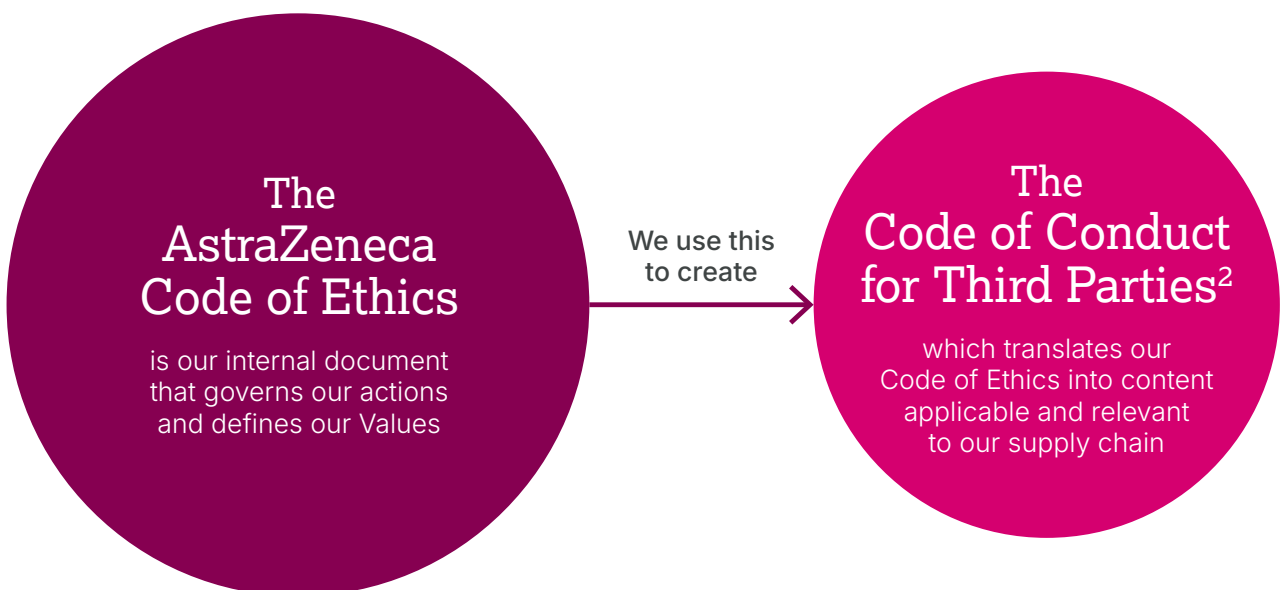 The
AstraZeneca
Code of Ethics
is our internal document
that governs our actions
and defines our Values
We use this
to create
The
Code of Conduct
for Third Parties²
which translates our
Code of Ethics into content
applicable and relevant
to our supply chain